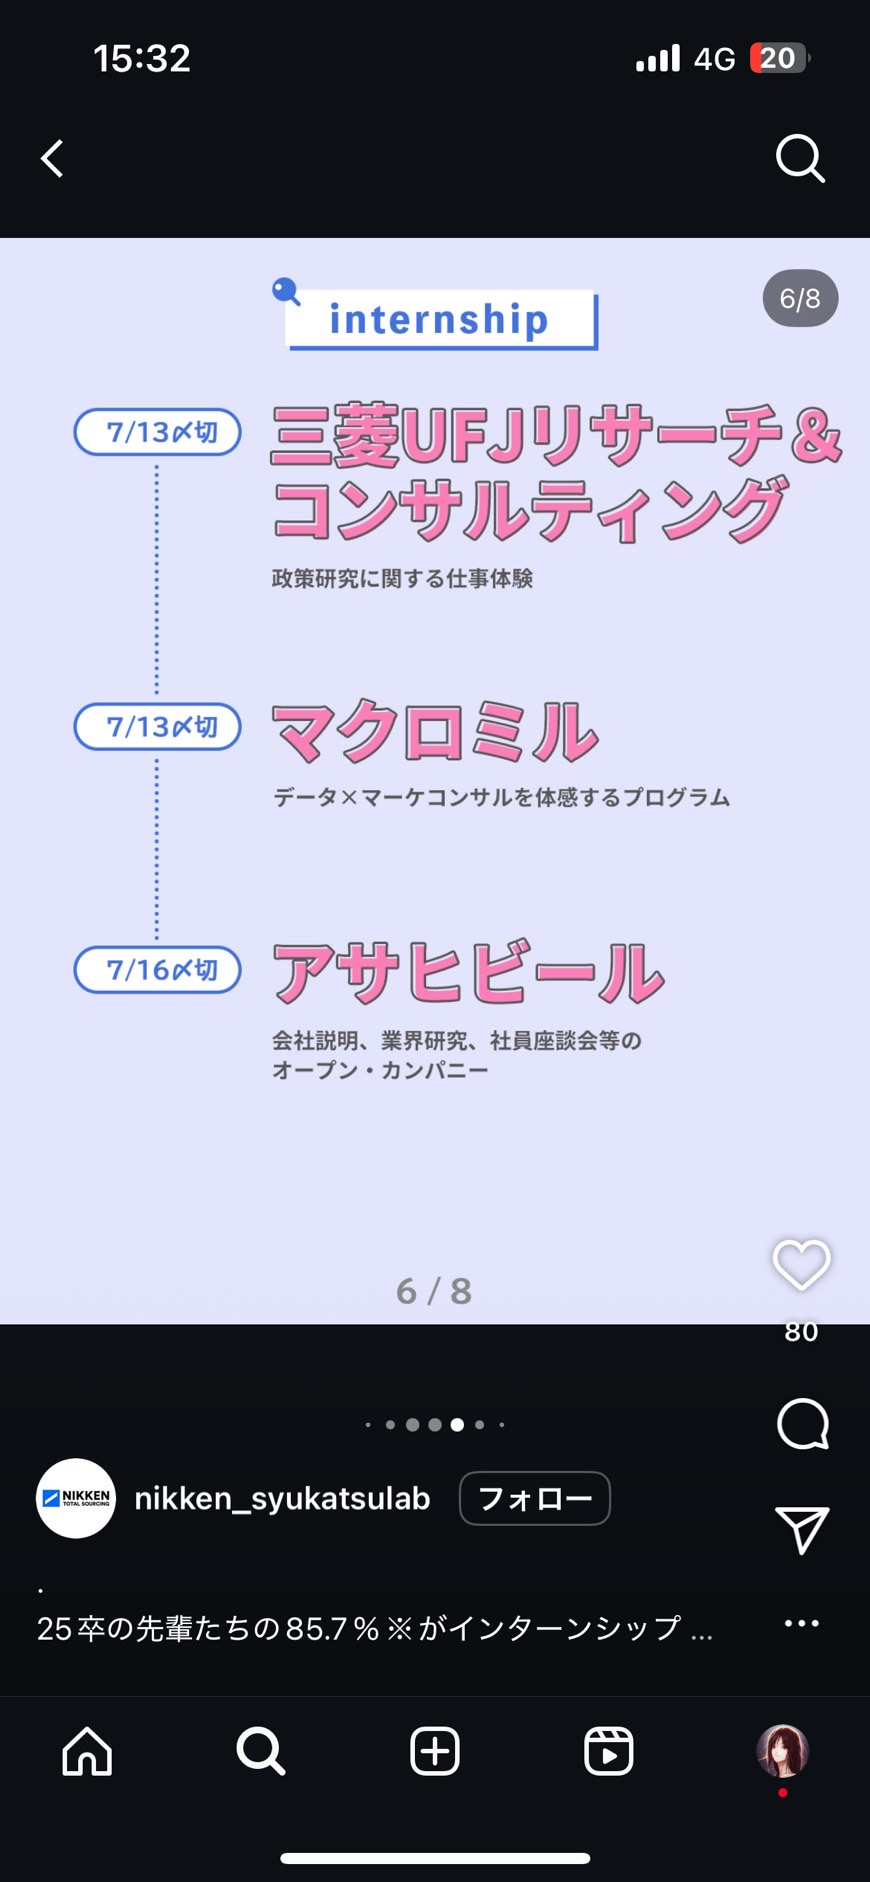 15:32
4G
20
6/8
internship
7/13〆切
三菱UFJリサーチ&
コンサルティング
政策研究に関する仕事体験
7/13〆切
マクロミル
データ×マーケコンサルを体感するプログラム
7/16〆切
アサヒビール
会社説明、業界研究、社員座談会等の
オープン・カンパニー
6 / 8
80
NIKKEN
TOTAL SOURCING
nikken_syukatsulab
フォロー
.
25卒の先輩たちの85.7％※がインターンシップ ...